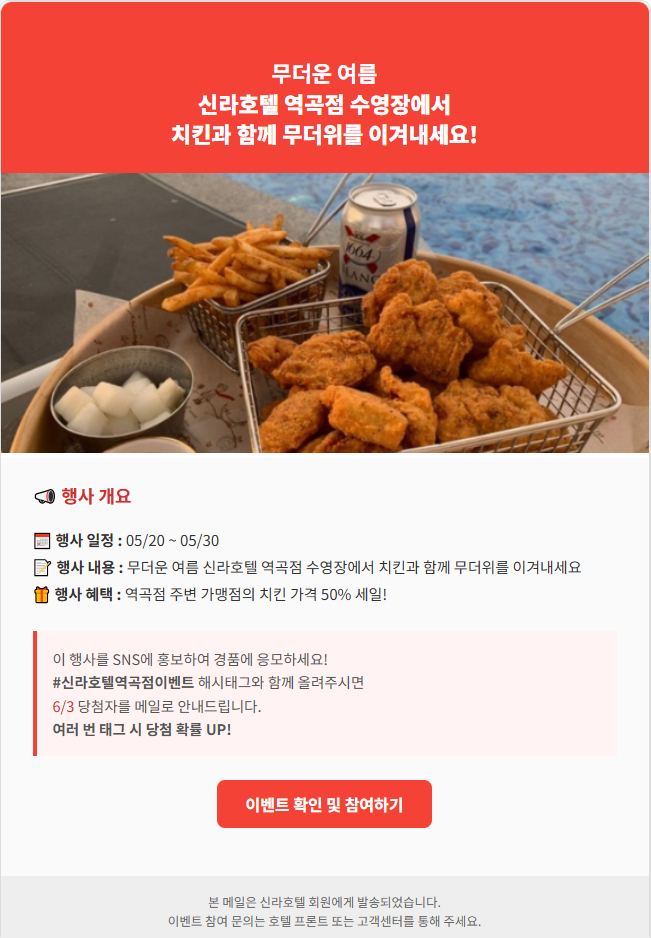 무더운 여름
신라호텔 역곡점 수영장에서
치킨과 함께 무더위를 이겨내세요!
1664
BLANC
행사 개요
행사 일정 : 05/20 ~ 05/30
행사 내용 : 무더운 여름 신라호텔 역곡점 수영장에서 치킨과 함께 무더위를 이겨내세요
행사 혜택 : 역곡점 주변 가맹점의 치킨 가격 50% 세일!
이 행사를 SNS에 홍보하여 경품에 응모하세요!
#신라호텔역곡점이벤트 해시태그와 함께 올려주시면
6/3 당첨자를 메일로 안내드립니다.
여러 번 태그 시 당첨 확률 UP!
이벤트 확인 및 참여하기
본 메일은 신라호텔 회원에게 발송되었습니다.
이벤트 참여 문의는 호텔 프론트 또는 고객센터를 통해 주세요.